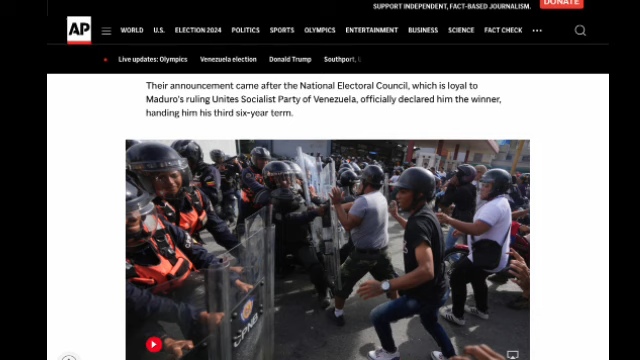 SUPPORT INDEPENDENT, FACT-BASED JOURNALISM. DONATE
AP WORLD U.S. ELECTION 2024 POLITICS SPORTS OLYMPICS ENTERTAINMENT BUSINESS SCIENCE FACT CHECK
Live updates: Olympics Venezuela election Donald Trump Southport,
Their announcement came after the National Electoral Council, which is loyal to
Maduro's ruling Unites Socialist Party of Venezuela, officially declared him the winner,
handing him his third six-year term.
CPNB